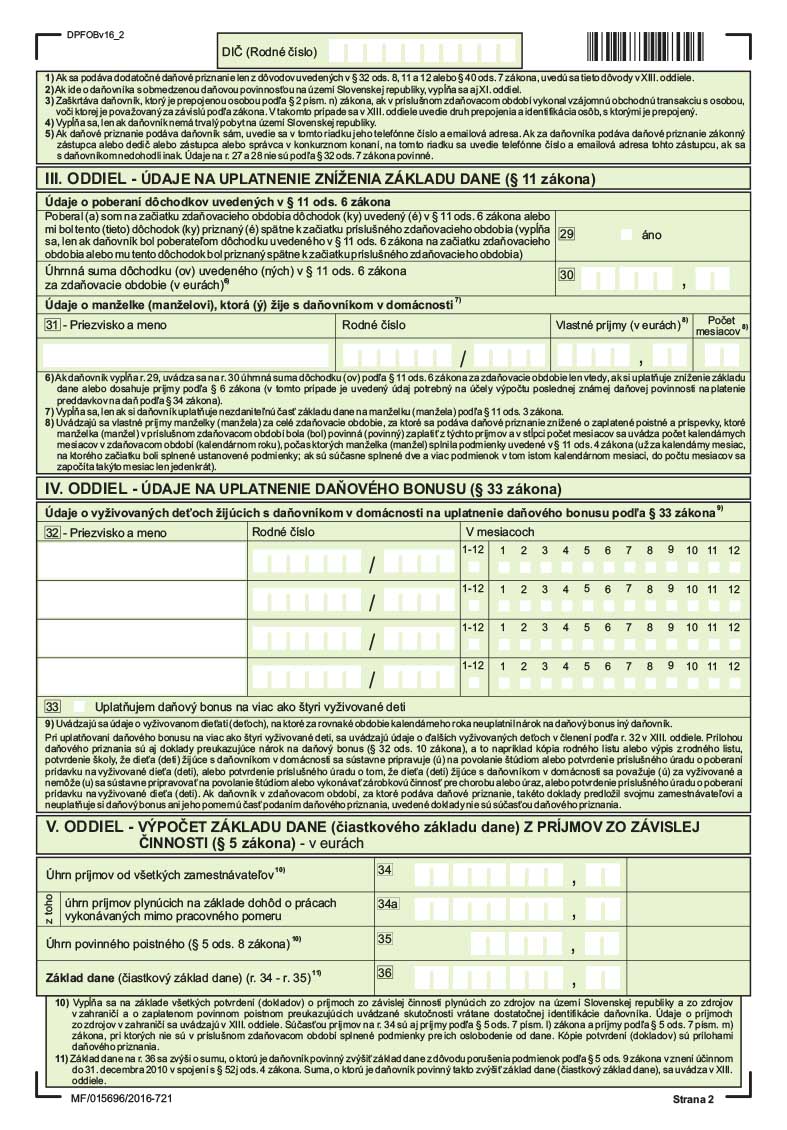 DPFOBv16_2
DIČ (Rodné číslo)
1) Ak sa podáva dodatočné daňové priznanie len z dôvodov uvedených v § 32 ods. 8, 11 a 12 alebo § 40 ods. 7 zákona, uvedú sa tieto dôvody v XIII. oddiele.
2) Ak ide o daňovníka s obmedzenou daňovou povinnosťou na území Slovenskej republiky, vypĺňa sa aj XI. oddiel.
3) Zaškrtáva daňovník, ktorý je prepojenou osobou podľa § 2 písm. n) zákona, ak v príslušnom zdaňovacom období vykonal vzájomnú obchodnú transakciu s osobou,
voči ktorej je považovaný za závislú podľa zákona. V takomto prípade sa v XIII. oddiele uvedie druh prepojenia a identifikácia osôb, s ktorými je prepojený.
4) Vypĺňa sa, len ak daňovník nemá trvalý pobyt na území Slovenskej republiky.
5) Ak daňové priznanie podáva daňovník sám, uvedie sa v tomto riadku jeho telefónne číslo a emailová adresa. Ak za daňovníka podáva daňové priznanie zákonný
zástupca alebo dedič alebo zástupca alebo správca v konkurznom konaní, na tomto riadku sa uvedie telefónne číslo a emailová adresa tohto zástupcu, ak sa
s daňovníkom nedohodli inak. Údaje na r. 27 a 28 nie sú podľa § 32 ods. 7 zákona povinné.
III. ODDIEL - ÚDAJE NA UPLATNENIE ZNÍŽENIA ZÁKLADU DANE (§ 11 zákona)
Údaje o poberaní dôchodkov uvedených v § 11 ods. 6 zákona
Poberal (a) som na začiatku zdaňovacieho obdobia dôchodok (ky) uvedený (é) v § 11 ods. 6 zákona alebo
mi bol tento (tieto) dôchodok (ky) priznaný (é) spätne k začiatku príslušného zdaňovacieho obdobia (vypĺňa
sa, len ak daňovník bol poberateľom dôchodku uvedeného v § 11 ods. 6 zákona na začiatku zdaňovacieho
obdobia alebo mu tento dôchodok bol priznaný spätne k začiatku príslušného zdaňovacieho obdobia)
29 áno
Úhrnná suma dôchodku (ov) uvedeného (ných) v § 11 ods. 6 zákona
za zdaňovacie obdobie (v eurách)6)
30 ,
Údaje o manželke (manželovi), ktorá (ý) žije s daňovníkom v domácnosti 7)
31 - Priezvisko a meno Rodné číslo Vlastné príjmy (v eurách) 8) Počet
mesiacov 8)
/ ,
6) Ak daňovník vypĺňa r. 29, uvádza sa na r. 30 úhrnná suma dôchodku (ov) podľa § 11 ods. 6 zákona za zdaňovacie obdobie len vtedy, ak si uplatňuje zníženie základu
dane alebo dosahuje príjmy podľa § 6 zákona (v tomto prípade je uvedený údaj potrebný na účely výpočtu poslednej známej daňovej povinnosti na platenie
preddavkov na daň podľa § 34 zákona).
7) Vypĺňa sa, len ak si daňovník uplatňuje nezdaniteľnú časť základu dane na manželku (manžela) podľa § 11 ods. 3 zákona.
8) Uvádzajú sa vlastné príjmy manželky (manžela) za celé zdaňovacie obdobie, za ktoré sa podáva daňové priznanie znížené o zaplatené poistné a príspevky, ktoré
manželka (manžel) v príslušnom zdaňovacom období bola (bol) povinná (povinný) zaplatiť z týchto príjmov a v stĺpci počet mesiacov sa uvádza počet kalendárnych
mesiacov v zdaňovacom období (kalendárnom roku), počas ktorých manželka (manžel) splnila podmienky uvedené v § 11 ods. 4 zákona (už za kalendárny mesiac,
na ktorého začiatku boli splnené ustanovené podmienky; ak sú súčasne splnené dve a viac podmienok v tom istom kalendárnom mesiaci, do počtu mesiacov sa
započíta takýto mesiac len jedenkrát).
IV. ODDIEL - ÚDAJE NA UPLATNENIE DAŇOVÉHO BONUSU (§ 33 zákona)
Údaje o vyživovaných deťoch žijúcich s daňovníkom v domácnosti na uplatnenie daňového bonusu podľa § 33 zákona 9)
32 - Priezvisko a meno Rodné číslo V mesiacoch
/ 1-12 1 2 3 4 5 6 7 8 9 10 11 12
/ 1-12 1 2 3 4 5 6 7 8 9 10 11 12
/ 1-12 1 2 3 4 5 6 7 8 9 10 11 12
/ 1-12 1 2 3 4 5 6 7 8 9 10 11 12
33 Uplatňujem daňový bonus na viac ako štyri vyživované deti
9) Uvádzajú sa údaje o vyživovanom dieťati (deťoch), na ktoré za rovnaké obdobie kalendárneho roka neuplatnil nárok na daňový bonus iný daňovník.
Pri uplatňovaní daňového bonusu na viac ako štyri vyživované deti, sa uvádzajú údaje o ďalších vyživovaných deťoch v členení podľa r. 32 v XIII. oddiele. Prílohou
daňového priznania sú aj doklady preukazujúce nárok na daňový bonus (§ 32 ods. 10 zákona), a to napríklad kópia rodného listu alebo výpis z rodného listu,
potvrdenie školy, že dieťa (deti) žijúce s daňovníkom v domácnosti sa sústavne pripravuje (ú) na povolanie štúdiom alebo potvrdenie príslušného úradu o poberaní
prídavku na vyživované dieťa (deti), alebo potvrdenie príslušného úradu o tom, že dieťa (deti) žijúce s daňovníkom v domácnosti sa považuje (ú) za vyživované a
nemôže (u) sa sústavne pripravovať na povolanie štúdiom alebo vykonávať zárobkovú činnosť pre chorobu alebo úraz, alebo potvrdenie príslušného úradu o poberaní
prídavku na vyživované dieťa (deti). Ak daňovník v zdaňovacom období, za ktoré podáva daňové priznanie, takéto doklady predložil svojmu zamestnávateľovi a
neuplatňuje si daňový bonus ani jeho pomernú časť podaním daňového priznania, uvedené doklady nie sú súčasťou daňového priznania.
V. ODDIEL - VÝPOČET ZÁKLADU DANE (čiastkového základu dane) Z PRÍJMOV ZO ZÁVISLEJ
ČINNOSTI (§ 5 zákona) - v eurách
Úhrn príjmov od všetkých zamestnávateľov 10) 34 ,
z toho
úhrn príjmov plynúcich na základe dohôd o prácach
vykonávaných mimo pracovného pomeru
34a ,
Úhrn povinného poistného (§ 5 ods. 8 zákona) 10) 35 ,
Základ dane (čiastkový základ dane) (r. 34 - r. 35) 11) 36 ,
10) Vypĺňa sa na základe všetkých potvrdení (dokladov) o príjmoch zo závislej činnosti plynúcich zo zdrojov na území Slovenskej republiky a zo zdrojov
v zahraničí a o zaplatenom povinnom poistnom preukazujúcich uvádzané skutočnosti vrátane dostatočnej identifikácie daňovníka. Údaje o príjmoch
zo zdrojov v zahraničí sa uvádzajú v XIII. oddiele. Súčasťou príjmov na r. 34 sú aj príjmy podľa § 5 ods. 7 písm. l) zákona a príjmy podľa § 5 ods. 7 písm. m)
zákona, pri ktorých nie sú v príslušnom zdaňovacom období splnené podmienky pre ich oslobodenie od dane. Kópie potvrdení (dokladov) sú prílohami
daňového priznania.
11) Základ dane na r. 36 sa zvýši o sumu, o ktorú je daňovník povinný zvýšiť základ dane z dôvodu porušenia podmienok podľa § 5 ods. 9 zákona v znení účinnom
do 31. decembra 2010 v spojení s § 52j ods. 4 zákona. Suma, o ktorú je daňovník povinný takto zvýšiť základ dane (čiastkový základ dane), sa uvádza v XIII.
oddiele.
MF/015696/2016-721
Strana 2